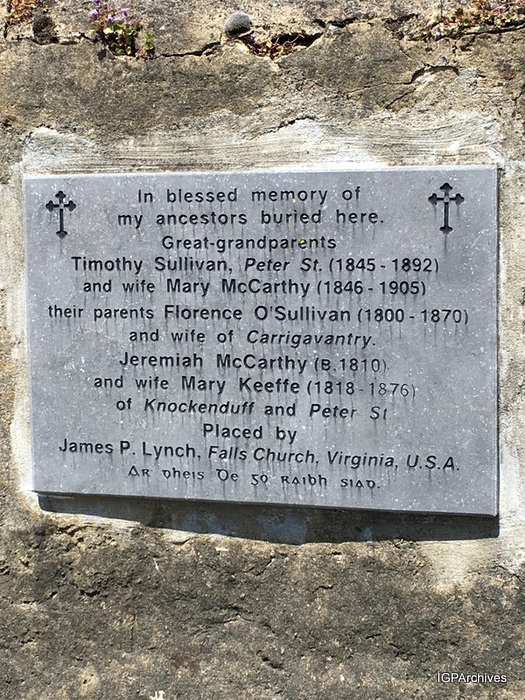 In blessed memory of
my ancestors buried here.
Great-grandparents
Timothy Sullivan, Peter St. (1845 - 1892)
and wife Mary McCarthy (1846 - 1905)
their parents Florence O'Sullivan (1800 - 1870)
and wife of Carrigavantry.
Jeremiah McCarthy (B.1810)
and wife Mary Keeffe (1818 - 1876)
of Knockenduff and Peter St
Placed by
James P. Lynch, Falls Church, Virginia, U.S.A.
Ar dheis Dé go raibh siad.
IGPArchives